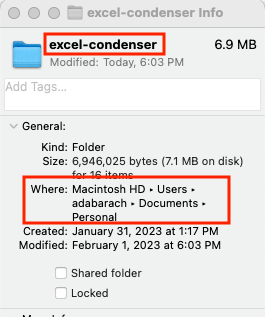 excel-condenser Info
excel-condenser 6.9 MB
Modified: Today, 6:03 PM
Add Tags...
General:
Kind: Folder
Size: 6,946,025 bytes (7.1 MB on disk)
for 16 items
Where: Macintosh HD ▸ Users ▸
adabarach ▸ Documents ▸
Personal
Created: January 31, 2023 at 1:17 PM
Modified: February 1, 2023 at 6:03 PM
Shared folder
Locked